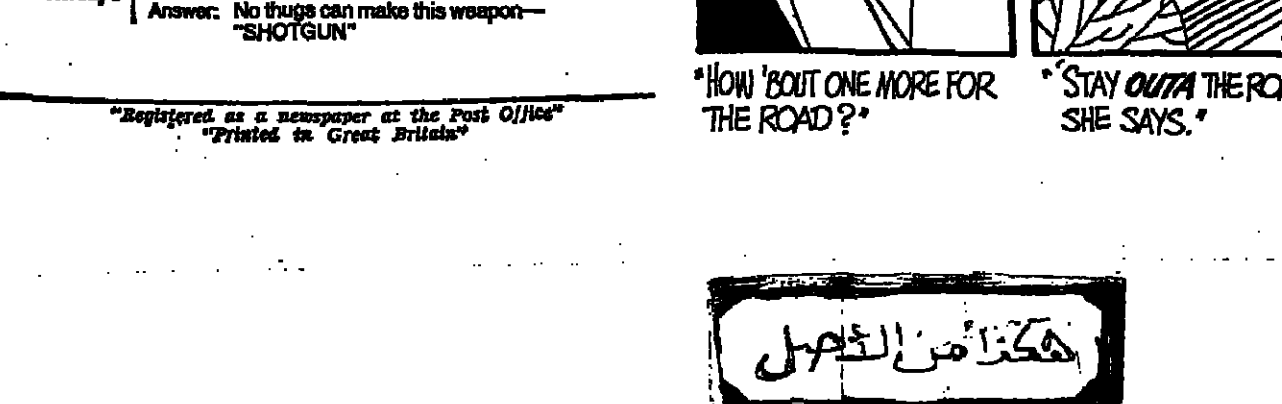 Answer: No thugs can make this weapon—
"SHOTGUN"
"Registered as a newspaper at the Post Office"
"Printed in Great Britain"
"HOW 'BOUT ONE MORE FOR
THE ROAD?"
"'STAY OUTA THE RO
SHE SAYS."
هكذا من الأصل